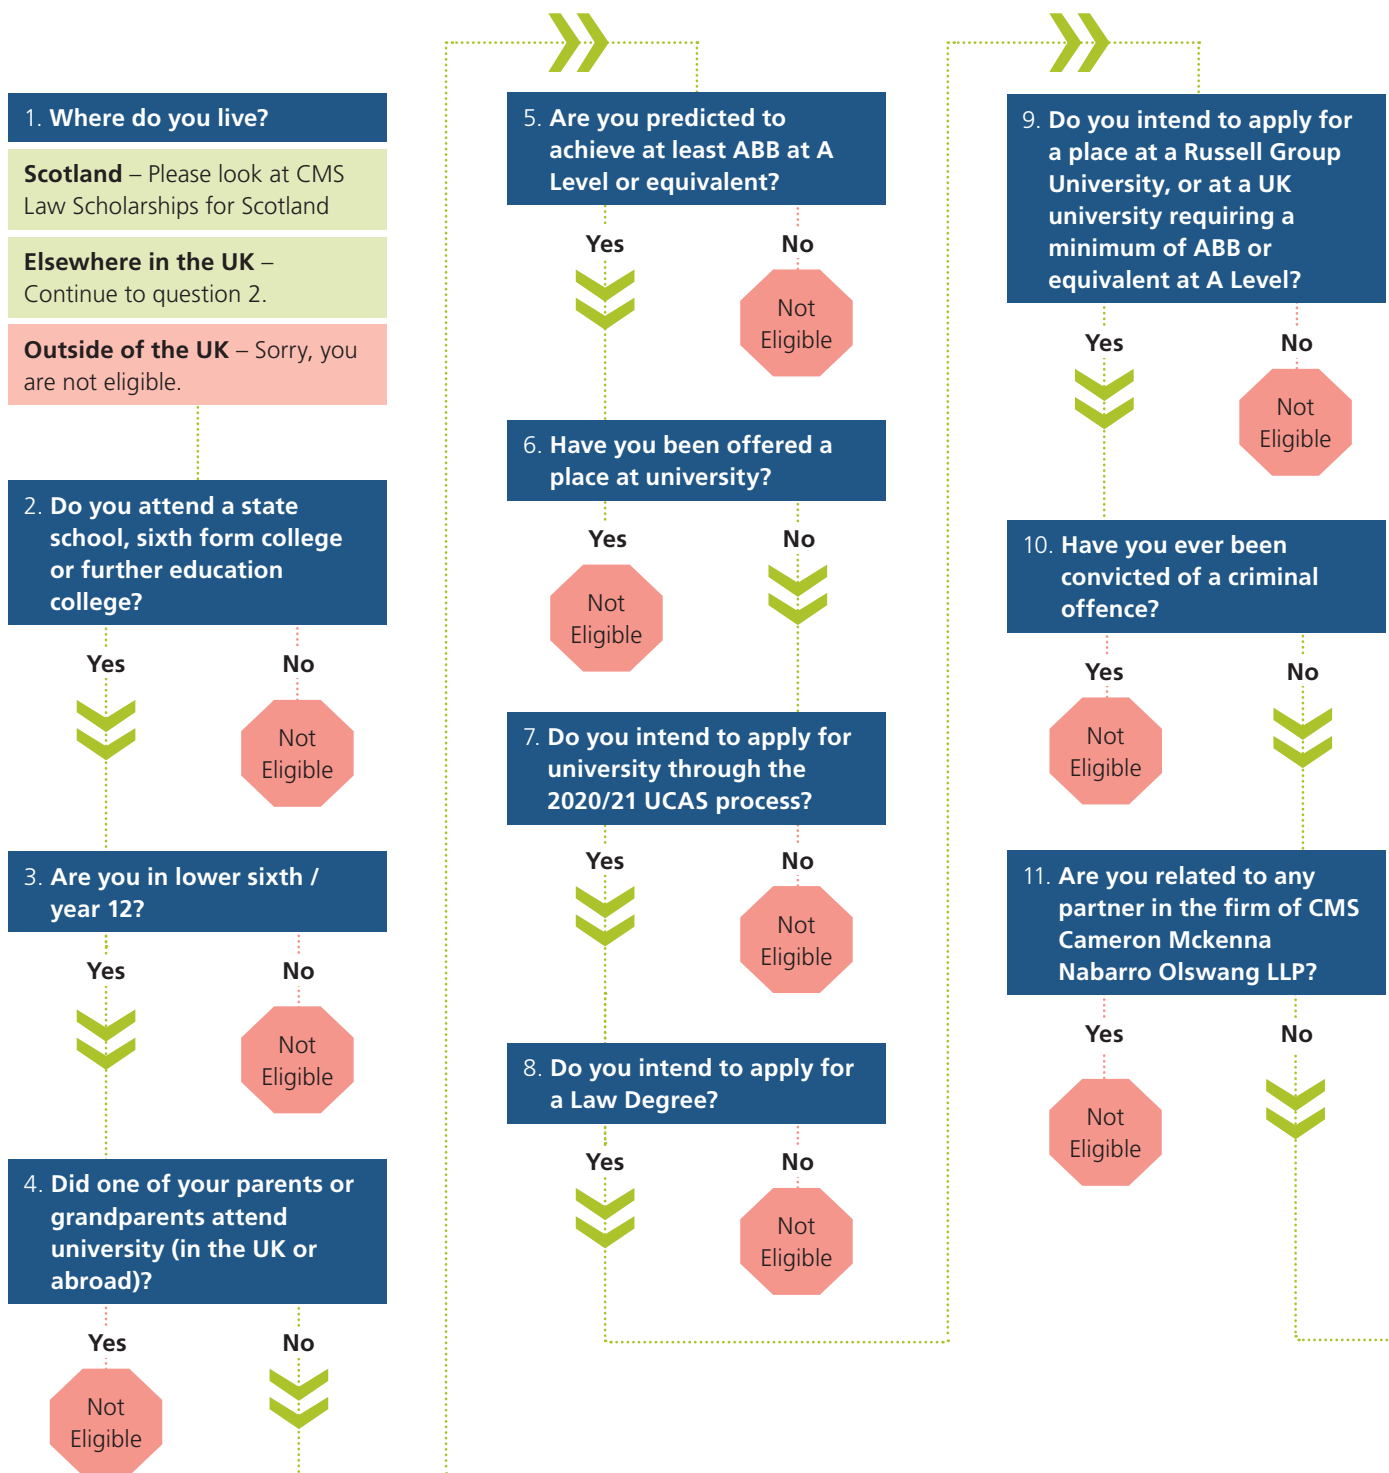 1. Where do you live?
Scotland – Please look at CMS
Law Scholarships for Scotland
Elsewhere in the UK –
Continue to question 2.
Outside of the UK – Sorry, you
are not eligible.
2. Do you attend a state
school, sixth form college
or further education
college?
Yes
No
Not
Eligible
3. Are you in lower sixth /
year 12?
Yes
No
Not
Eligible
4. Did one of your parents or
grandparents attend
university (in the UK or
abroad)?
Yes
No
Not
Eligible
5. Are you predicted to
achieve at least ABB at A
Level or equivalent?
Yes
No
Not
Eligible
6. Have you been offered a
place at university?
Yes
No
Not
Eligible
7. Do you intend to apply for
university through the
2020/21 UCAS process?
Yes
No
Not
Eligible
8. Do you intend to apply for
a Law Degree?
Yes
No
Not
Eligible
9. Do you intend to apply for
a place at a Russell Group
University, or at a UK
university requiring a
minimum of ABB or
equivalent at A Level?
Yes
No
Not
Eligible
10. Have you ever been
convicted of a criminal
offence?
Yes
No
Not
Eligible
11. Are you related to any
partner in the firm of CMS
Cameron Mckenna
Nabarro Olswang LLP?
Yes
No
Not
Eligible